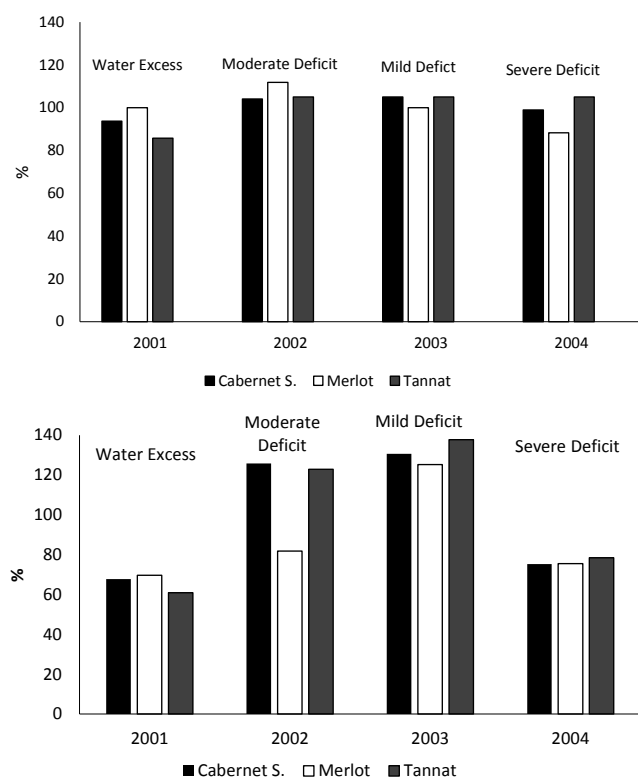 140
120
100
80
60
40
20
0
%
Water Excess
Moderate Deficit
Mild Defict
Severe Deficit
2001 2002 2003 2004
Cabernet S. Merlot Tannat
140
120
100
80
60
40
20
0
%
Water Excess
Moderate
Deficit
Mild Deficit
Severe Deficit
2001 2002 2003 2004
Cabernet S. Merlot Tannat